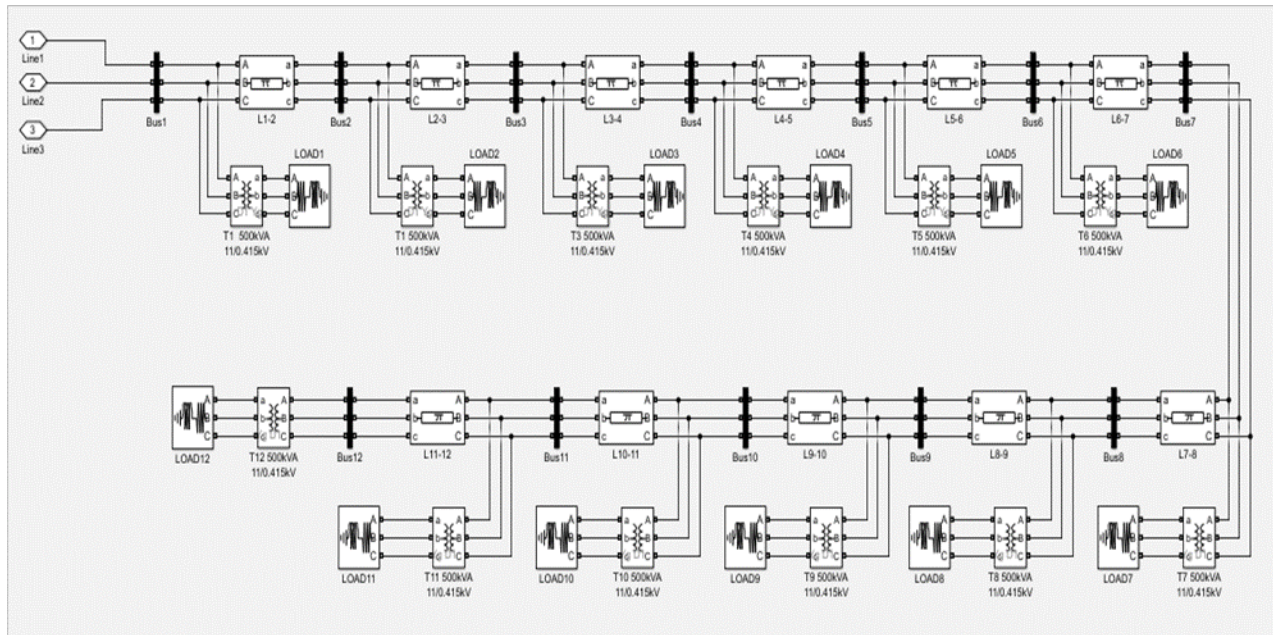 1
Line1
2
Line2
3
Line3
Bus1
A a
B b
C c
L1-2
Bus2
A a
B b
C c
L2-3
Bus3
A a
B b
C c
L3-4
Bus4
A a
B b
C c
L4-5
Bus5
A a
B b
C c
L5-6
Bus6
A a
B b
C c
L6-7
Bus7
LOAD1
A a
B b
C
A
B
C
T1 500kVA
11/0.415kV
LOAD2
A a
B b
C
A
B
C
T1 500kVA
11/0.415kV
LOAD3
A a
B b
C
A
B
C
T3 500kVA
11/0.415kV
LOAD4
A a
B b
C
A
B
C
T4 500kVA
11/0.415kV
LOAD5
A a
B b
C
A
B
C
T5 500kVA
11/0.415kV
LOAD6
A a
B b
C
A
B
C
T6 500kVA
11/0.415kV
A
B
C
LOAD12
a A
b B
C
T12 500kVA
11/0.415kV
Bus12
a A
b B
c C
L11-12
Bus11
a A
b B
c C
L10-11
Bus10
a A
b B
c C
L9-10
Bus9
a A
b B
c C
L8-9
Bus8
a A
b B
c C
L7-8
A
B
C
LOAD11
a A
b B
C
T11 500kVA
11/0.415kV
A
B
C
LOAD10
a A
b B
C
T10 500kVA
11/0.415kV
A
B
C
LOAD9
a A
b B
C
T9 500kVA
11/0.415kV
A
B
C
LOAD8
a A
b B
C
T8 500kVA
11/0.415kV
A
B
C
LOAD7
a A
b B
C
T7 500kVA
11/0.415kV